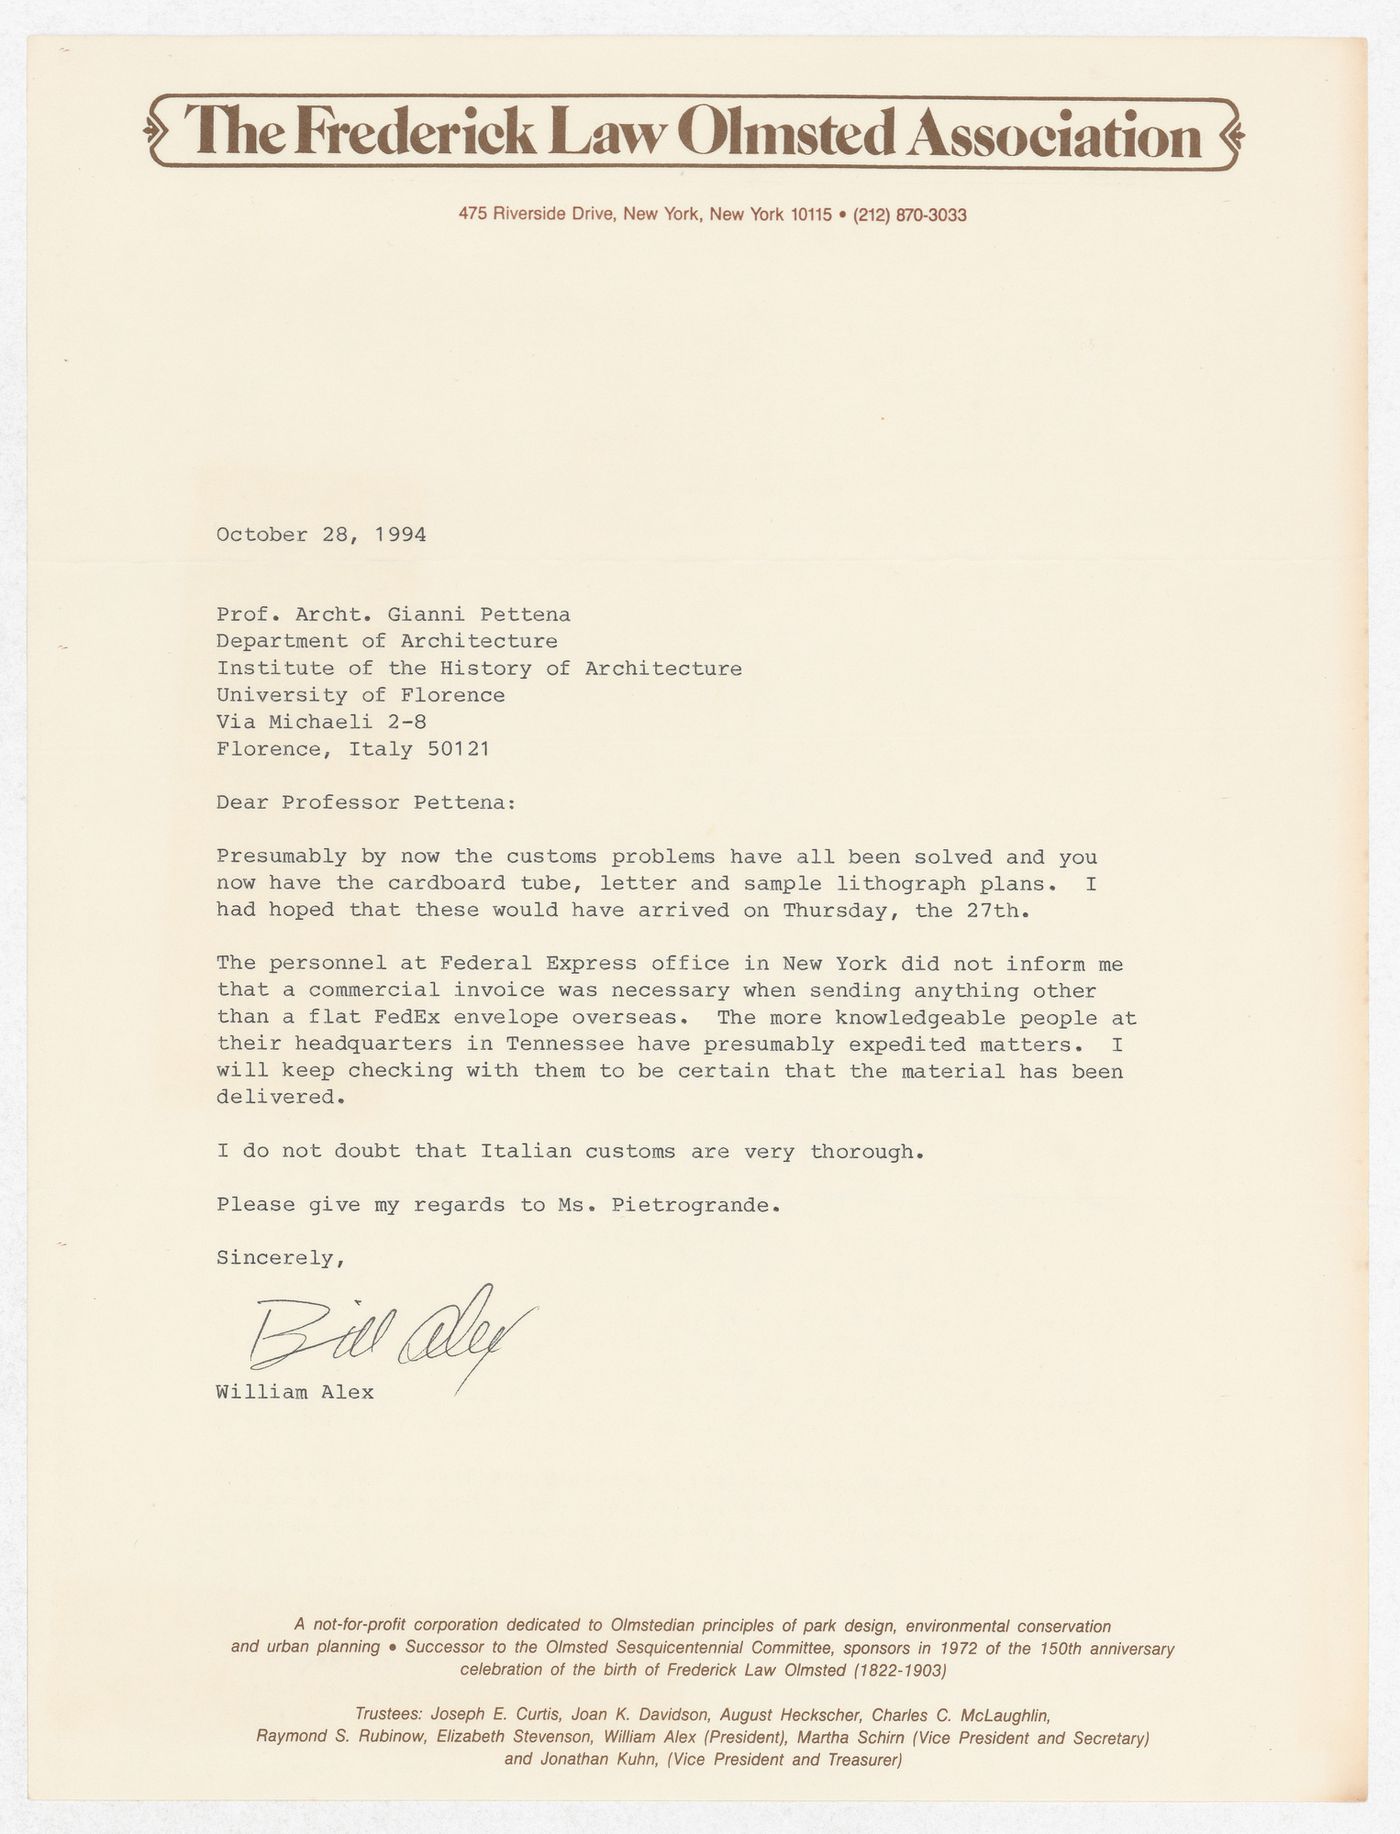 The Frederick Law Olmsted Association
475 Riverside Drive, New York, New York 10115 • (212) 870-3033
October 28, 1994
Prof. Archt. Gianni Pettena
Department of Architecture
Institute of the History of Architecture
University of Florence
Via Michaeli 2-8
Florence, Italy 50121
Dear Professor Pettena:
Presumably by now the customs problems have all been solved and you
now have the cardboard tube, letter and sample lithograph plans. I
had hoped that these would have arrived on Thursday, the 27th.
The personnel at Federal Express office in New York did not inform me
that a commercial invoice was necessary when sending anything other
than a flat FedEx envelope overseas. The more knowledgeable people at
their headquarters in Tennessee have presumably expedited matters. I
will keep checking with them to be certain that the material has been
delivered.
I do not doubt that Italian customs are very thorough.
Please give my regards to Ms. Pietrogrande.
Sincerely,
Bill Alex
William Alex
A not-for-profit corporation dedicated to Olmstedian principles of park design, environmental conservation
and urban planning • Successor to the Olmsted Sesquicentennial Committee, sponsors in 1972 of the 150th anniversary
celebration of the birth of Frederick Law Olmsted (1822-1903)
Trustees: Joseph E. Curtis, Joan K. Davidson, August Heckscher, Charles C. McLaughlin,
Raymond S. Rubinow, Elizabeth Stevenson, William Alex (President), Martha Schirn (Vice President and Secretary)
and Jonathan Kuhn, (Vice President and Treasurer)